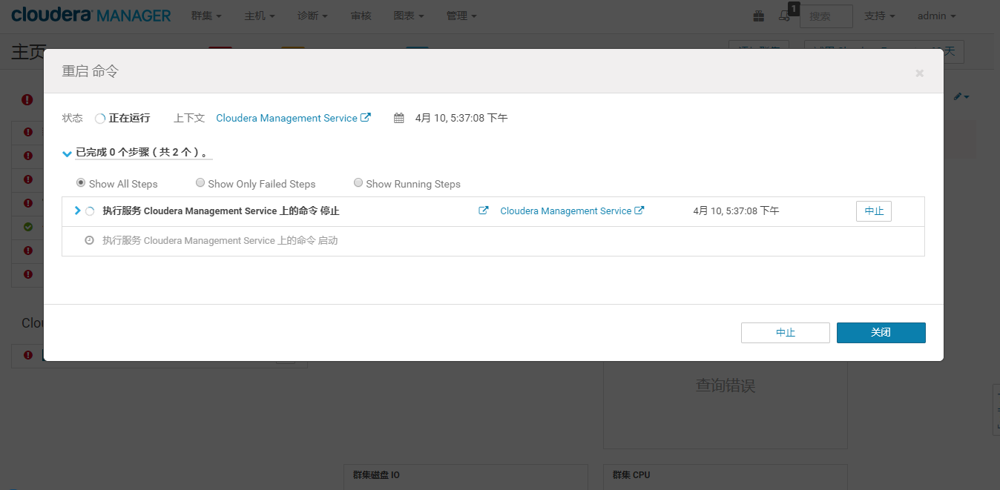 cloudera MANAGER 群集 主机 诊断 审核 图表 管理 1 搜索 支持 admin
主页
重启 命令
状态 正在运行 上下文 Cloudera Management Service 4月 10, 5:37:08 下午
已完成 0 个步骤 ( 共 2 个 ) 。
Show All Steps Show Only Failed Steps Show Running Steps
执行服务 Cloudera Management Service 上的命令 停止 Cloudera Management Service 4月 10, 5:37:08 下午 中止
执行服务 Cloudera Management Service 上的命令 启动
Clo
中止 关闭
查询错误
群集磁盘 IO 群集 CPU